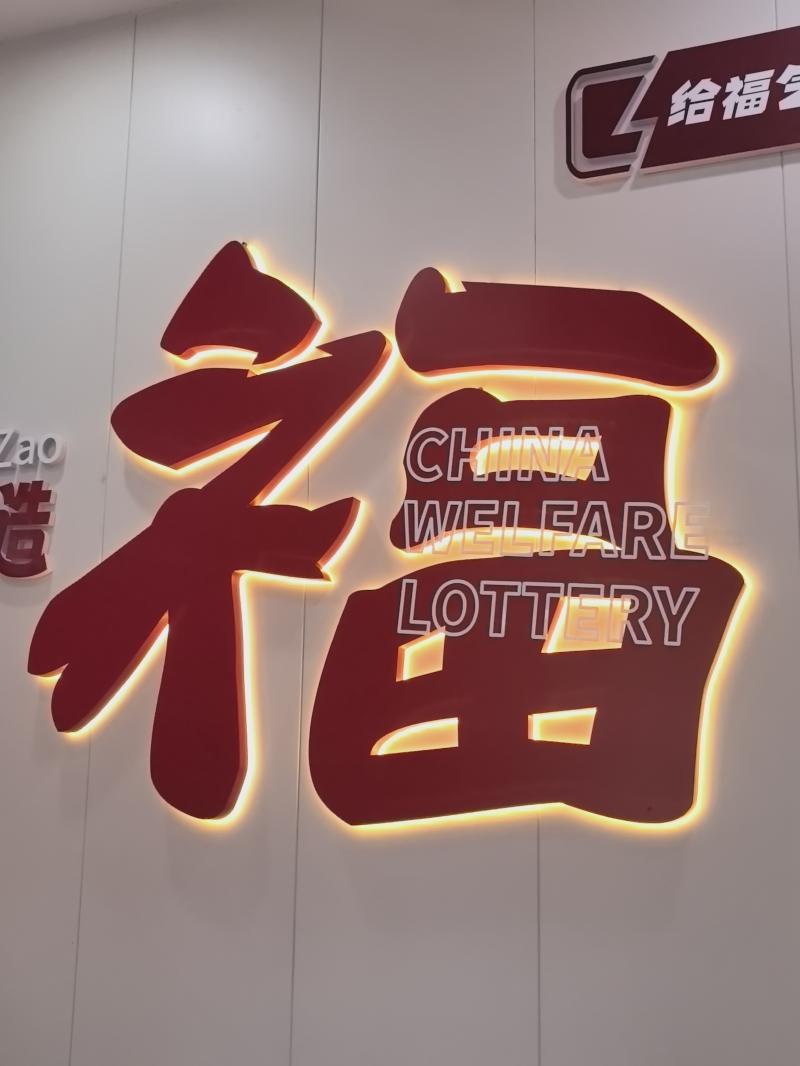 给福
Zao
造
福
CHINA
WELFARE
LOTTERY